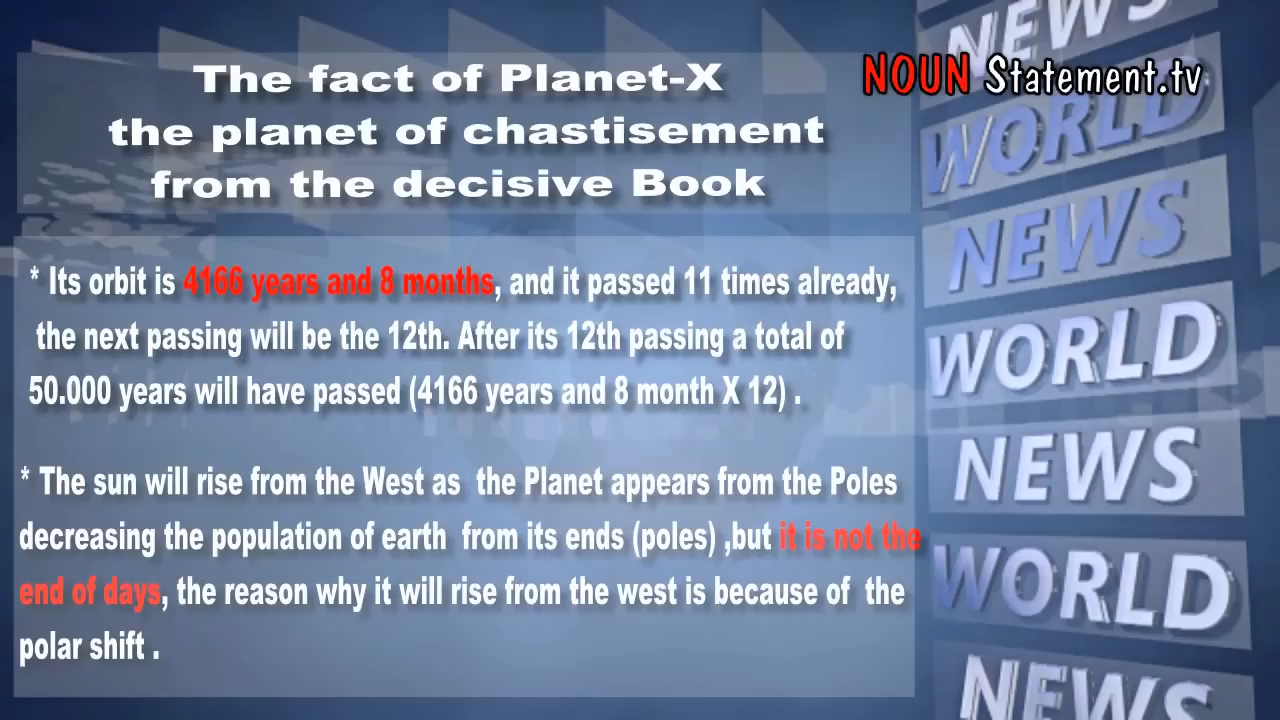 The fact of Planet-X
the planet of chastisement
from the decisive Book
NOUN Statement.tv
* Its orbit is 4166 years and 8 months, and it passed 11 times already,
the next passing will be the 12th. After its 12th passing a total of
50.000 years will have passed (4166 years and 8 month X 12) .
* The sun will rise from the West as the Planet appears from the Poles
decreasing the population of earth from its ends (poles) ,but it is not the
end of days, the reason why it will rise from the west is because of the
polar shift .
NEWS
WORLD
NEWS
WORLD
NEWS
WORLD
NEWS